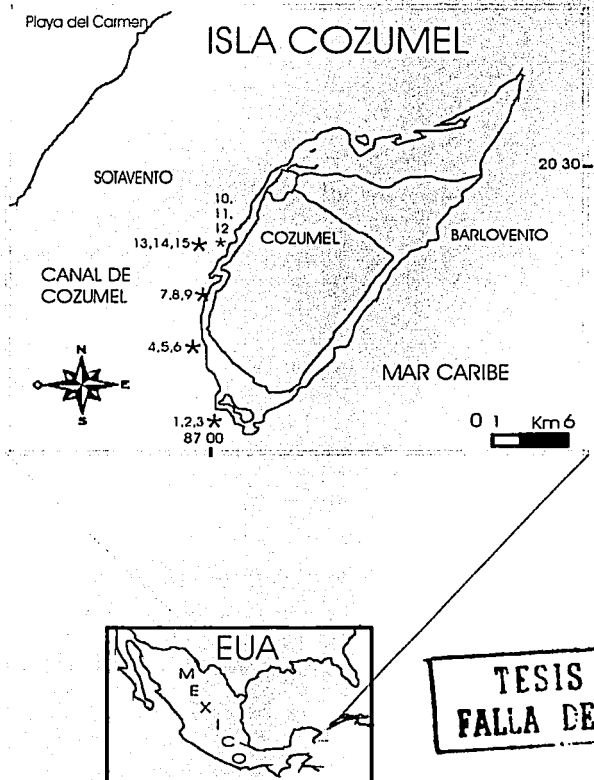 Playa del Carmen
ISLA COZUMEL
20 30
SOTAVENTO
10,
11,
12
13,14,15
COZUMEL
BARLOVENTO
CANAL DE
COZUMEL
7,8,9
N
E
S
4,5,6
MAR CARIBE
1,2,3
87 00
0 1 Km 6
EUA
MEXICO
TESIS
FALLA DE